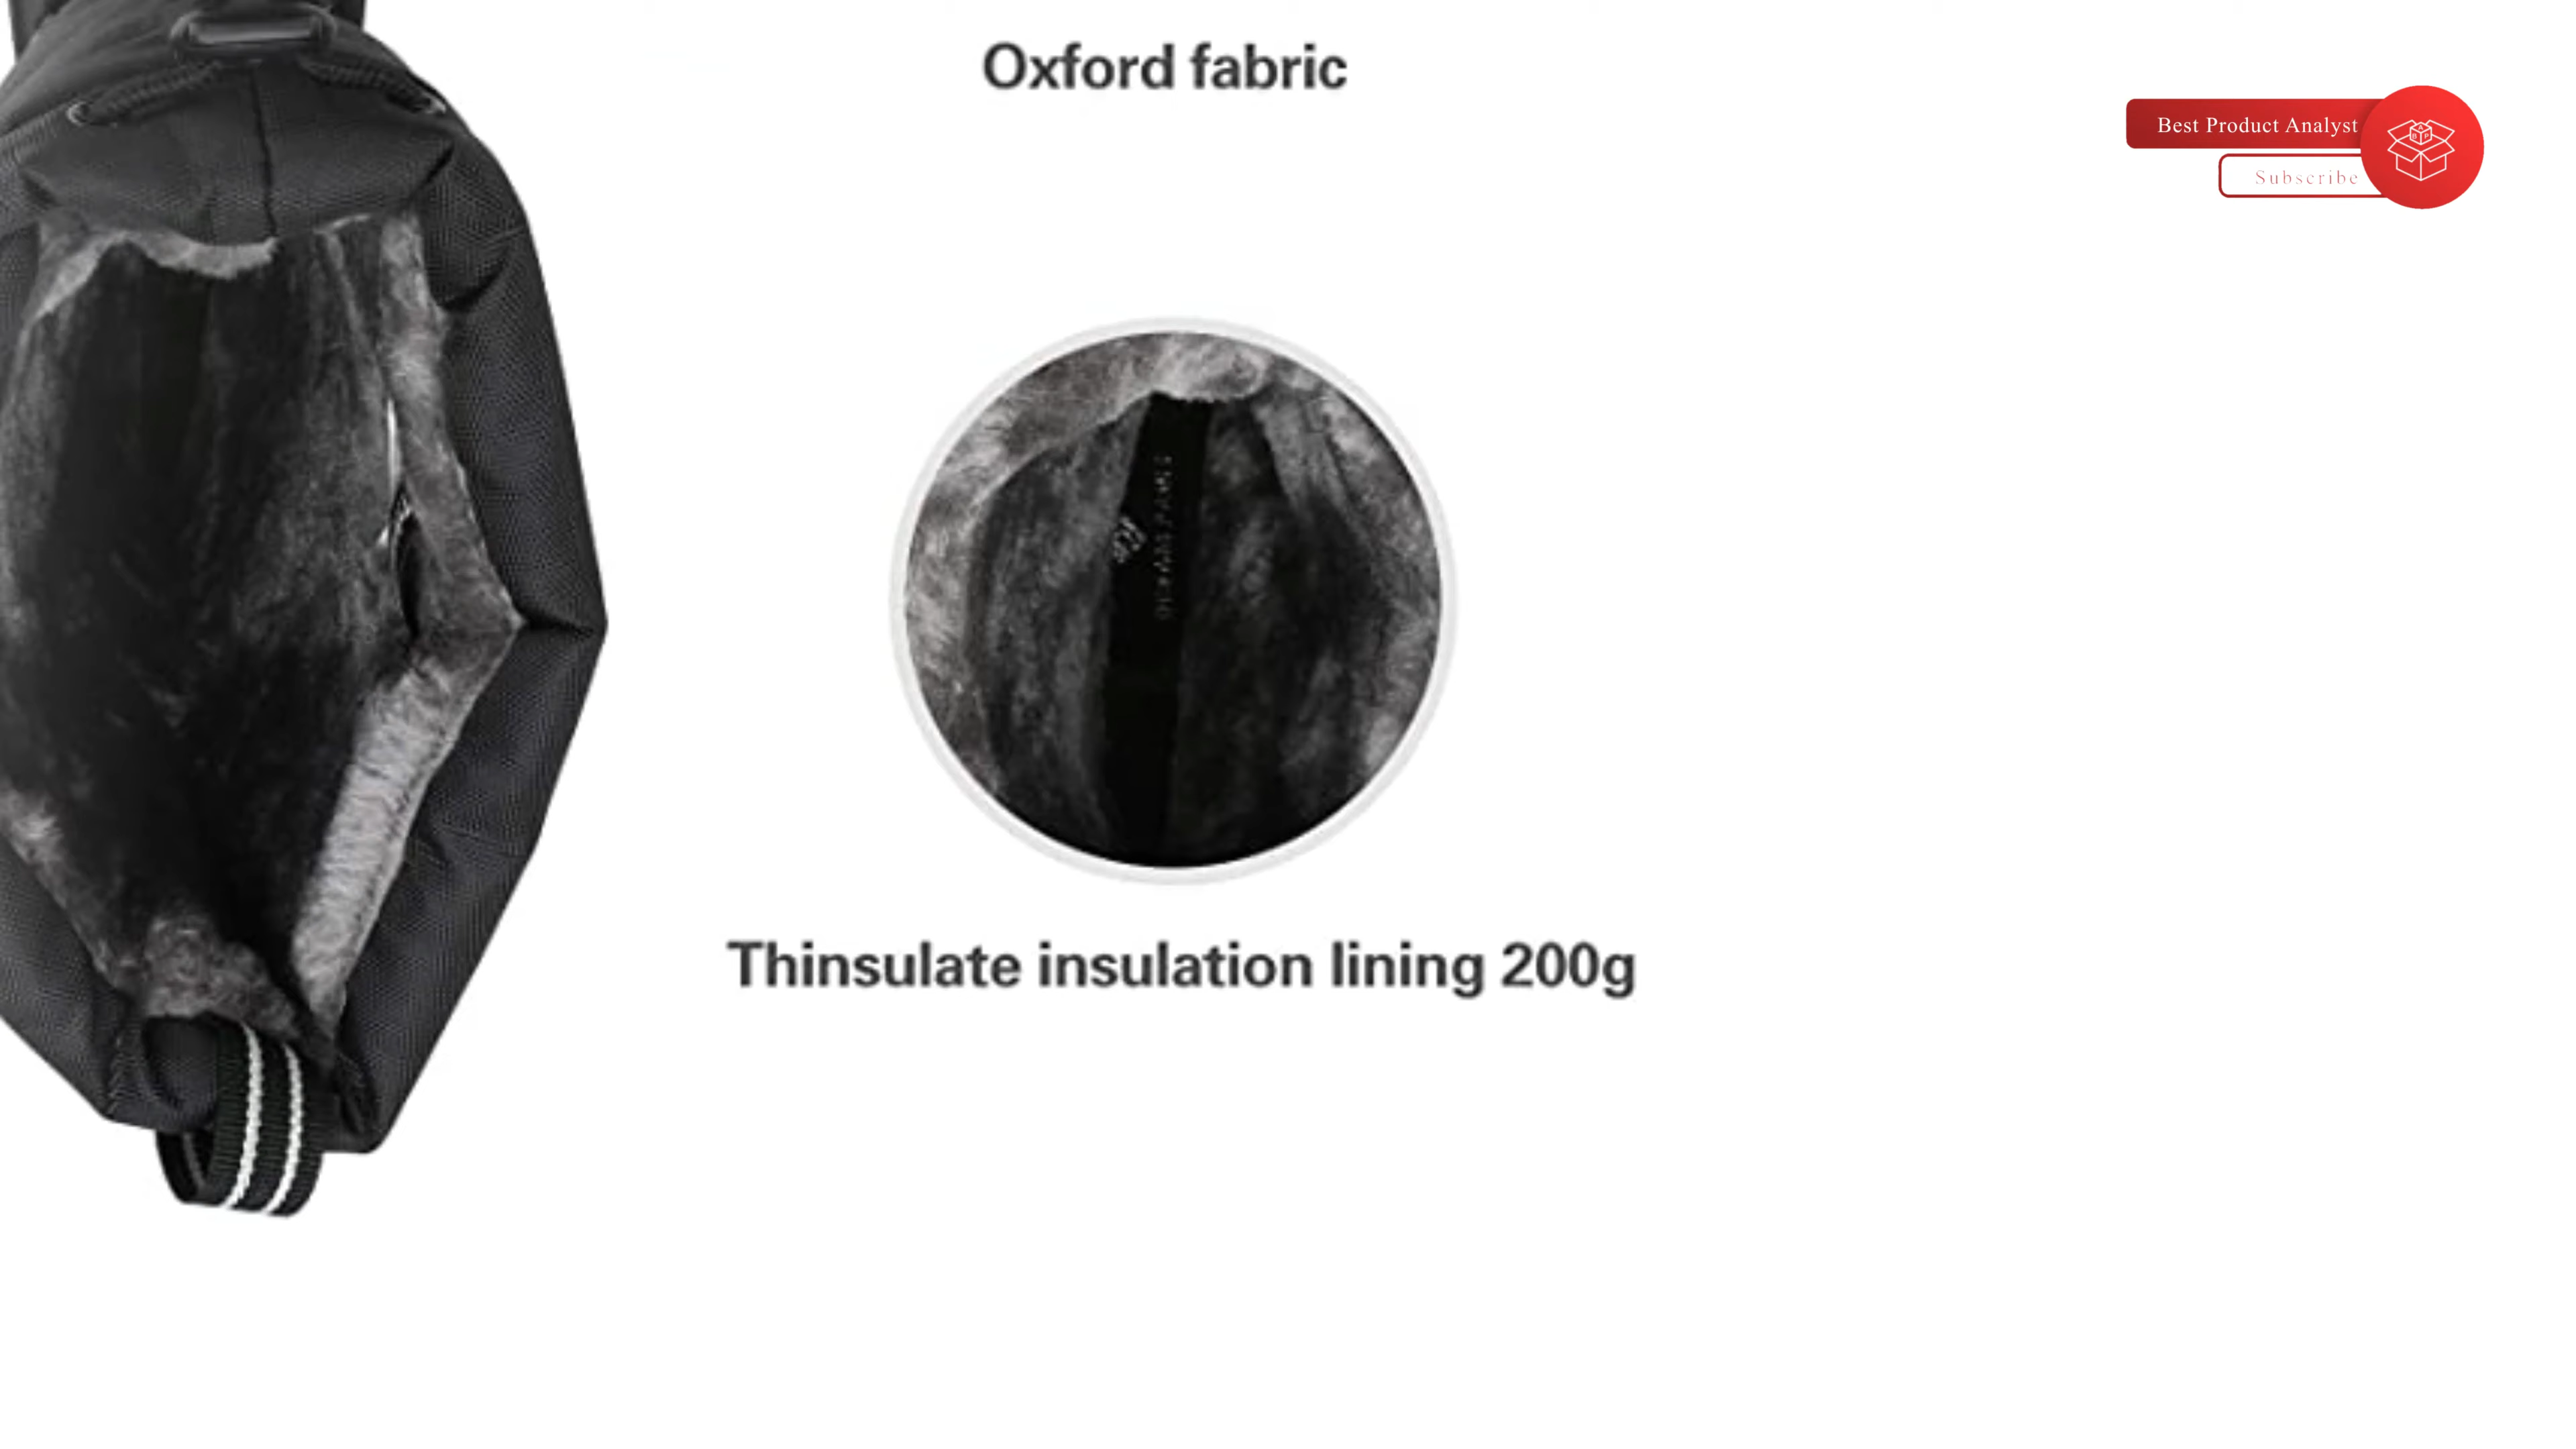 Oxford fabric
Best Product Analyst
Subscribe
Thinsulate insulation lining 200g